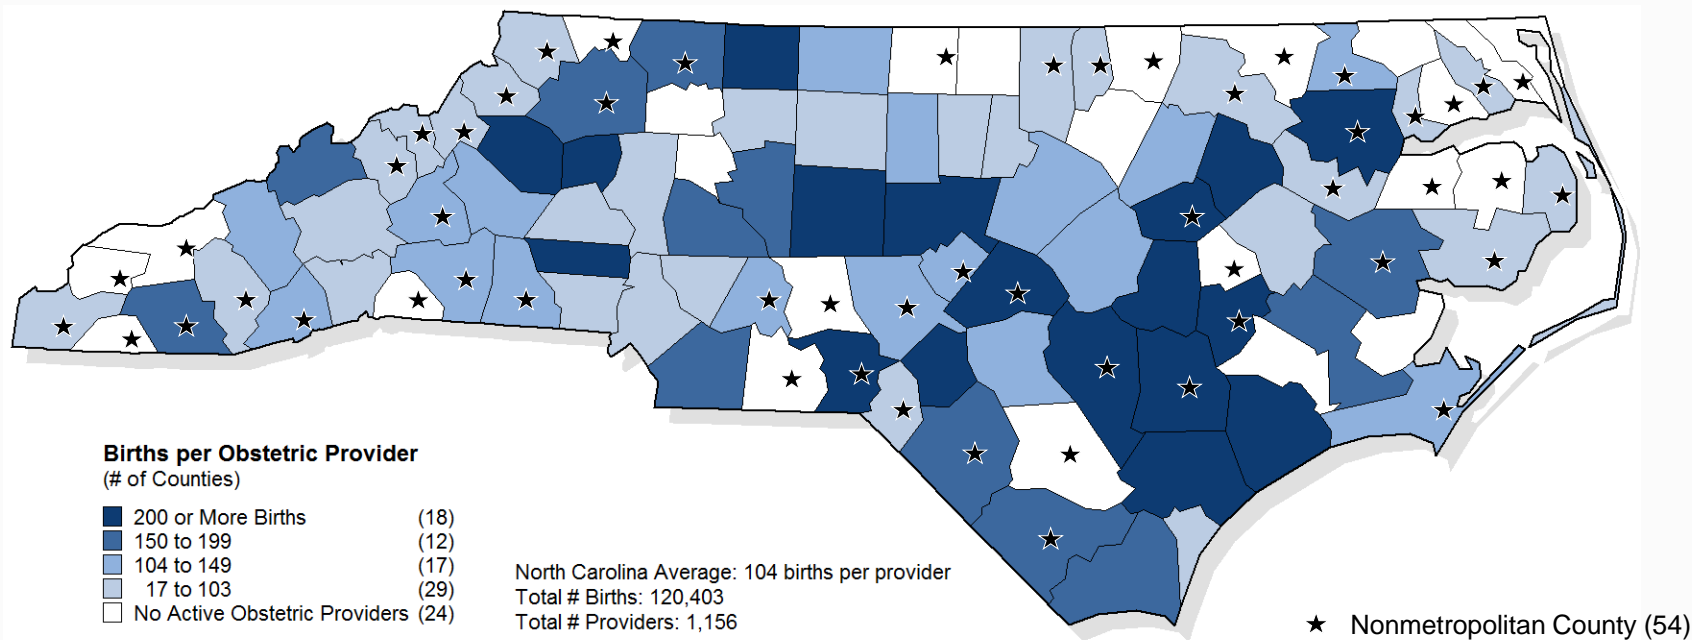 Births per Obstetric Provider
(# of Counties)
200 or More Births (18)
150 to 199 (12)
104 to 149 (17)
17 to 103 (29)
No Active Obstetric Providers (24)
North Carolina Average: 104 births per provider
Total # Births: 120,403
Total # Providers: 1,156
★ Nonmetropolitan County (54)